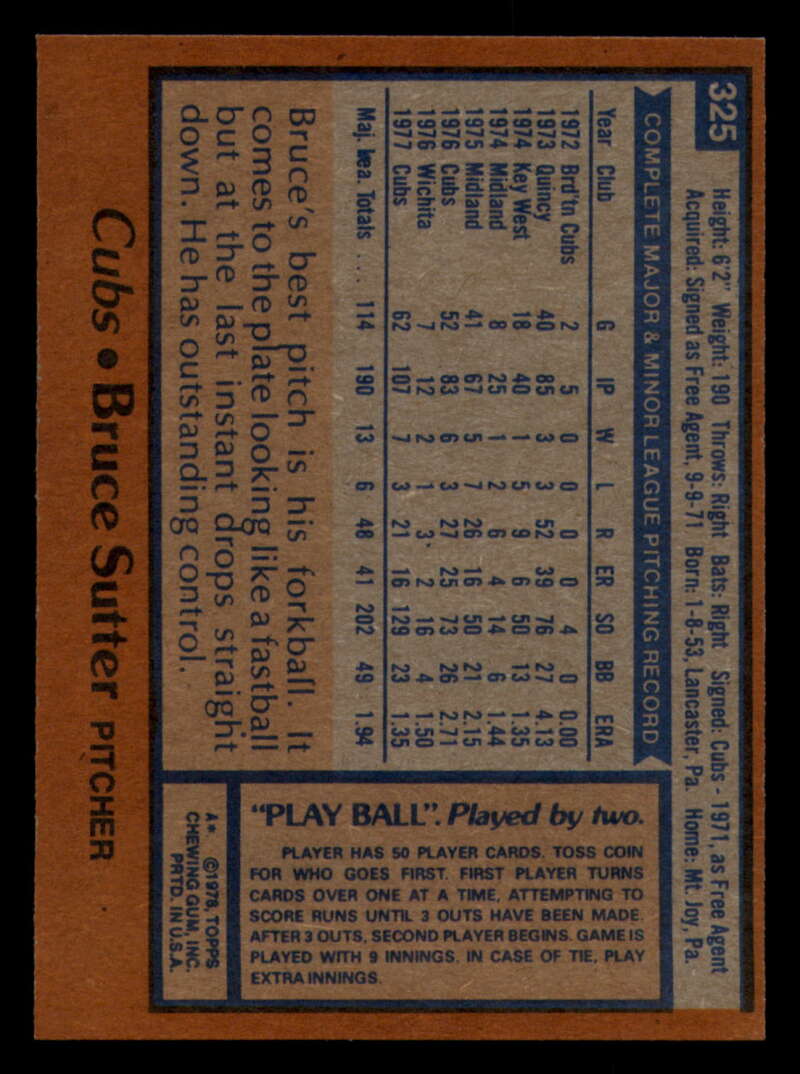 325
Height: 6'2" Weight: 190 Throws: Right Bats: Right Signed: Cubs - 1971, as Free Agent
Acquired: Signed as Free Agent, 9-9-71 Born: 1-8-53, Lancaster, Pa. Home: Mt. Joy, Pa.
COMPLETE MAJOR & MINOR LEAGUE PITCHING RECORD
Year Club G IP W L R ER SO BB ERA
1972 Brd'tn Cubs 2 5 0 0 0 0 4 0 0.00
1973 Quincy 40 85 3 3 52 39 76 27 4.13
1974 Key West 18 40 1 5 9 6 50 13 1.35
1974 Midland 8 25 1 2 6 4 14 6 1.44
1975 Midland 41 67 5 7 26 16 50 21 2.15
1976 Cubs 52 83 6 3 27 25 73 26 2.71
1976 Wichita 7 12 2 1 3 2 16 4 1.50
1977 Cubs 62 107 7 3 21 16 129 23 1.35
Maj. Lea. Totals ... 114 190 13 6 48 41 202 49 1.94
Bruce's best pitch is his forkball. It
comes to the plate looking like a fastball
but at the last instant drops straight
down. He has outstanding control.
"PLAY BALL". Played by two.
PLAYER HAS 50 PLAYER CARDS. TOSS COIN
FOR WHO GOES FIRST. FIRST PLAYER TURNS
CARDS OVER ONE AT A TIME, ATTEMPTING TO
SCORE RUNS UNTIL 3 OUTS HAVE BEEN MADE.
AFTER 3 OUTS, SECOND PLAYER BEGINS. GAME IS
PLAYED WITH 9 INNINGS. IN CASE OF TIE, PLAY
EXTRA INNINGS.
A* ©1978, TOPPS
CHEWING GUM, INC.
PRTD. IN U.S.A.
Cubs • Bruce Sutter PITCHER